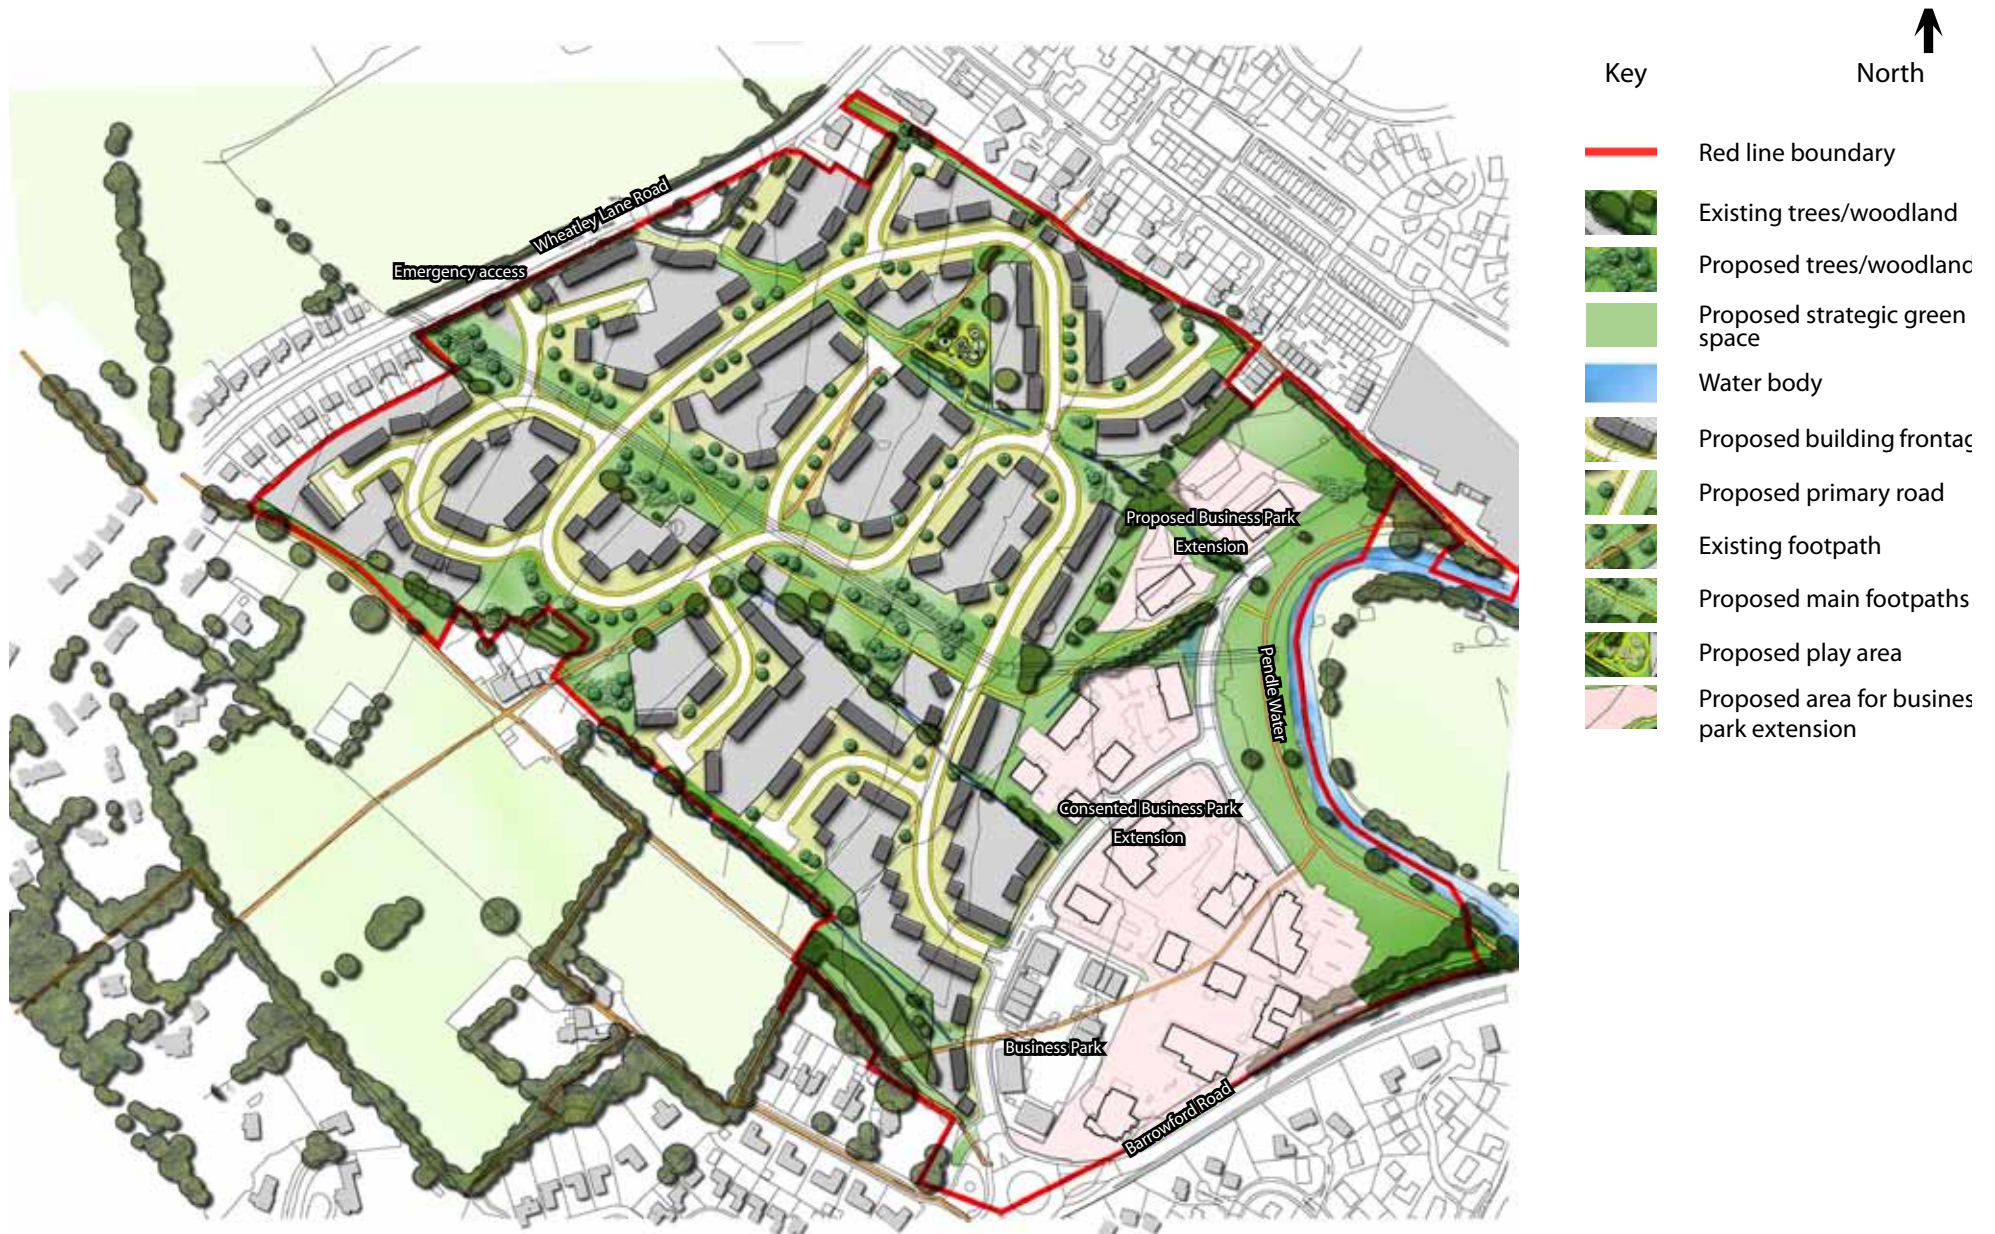 Key
North
Red line boundary
Existing trees/woodland
Proposed trees/woodland
Proposed strategic green
space
Water body
Proposed building frontag
Proposed primary road
Existing footpath
Proposed main footpaths
Proposed play area
Proposed area for busines
park extension
Wheatley Lane Road
Emergency access
Proposed Business Park
Extension
Pendle Water
Consented Business Park
Extension
Business Park
Barrowford Road